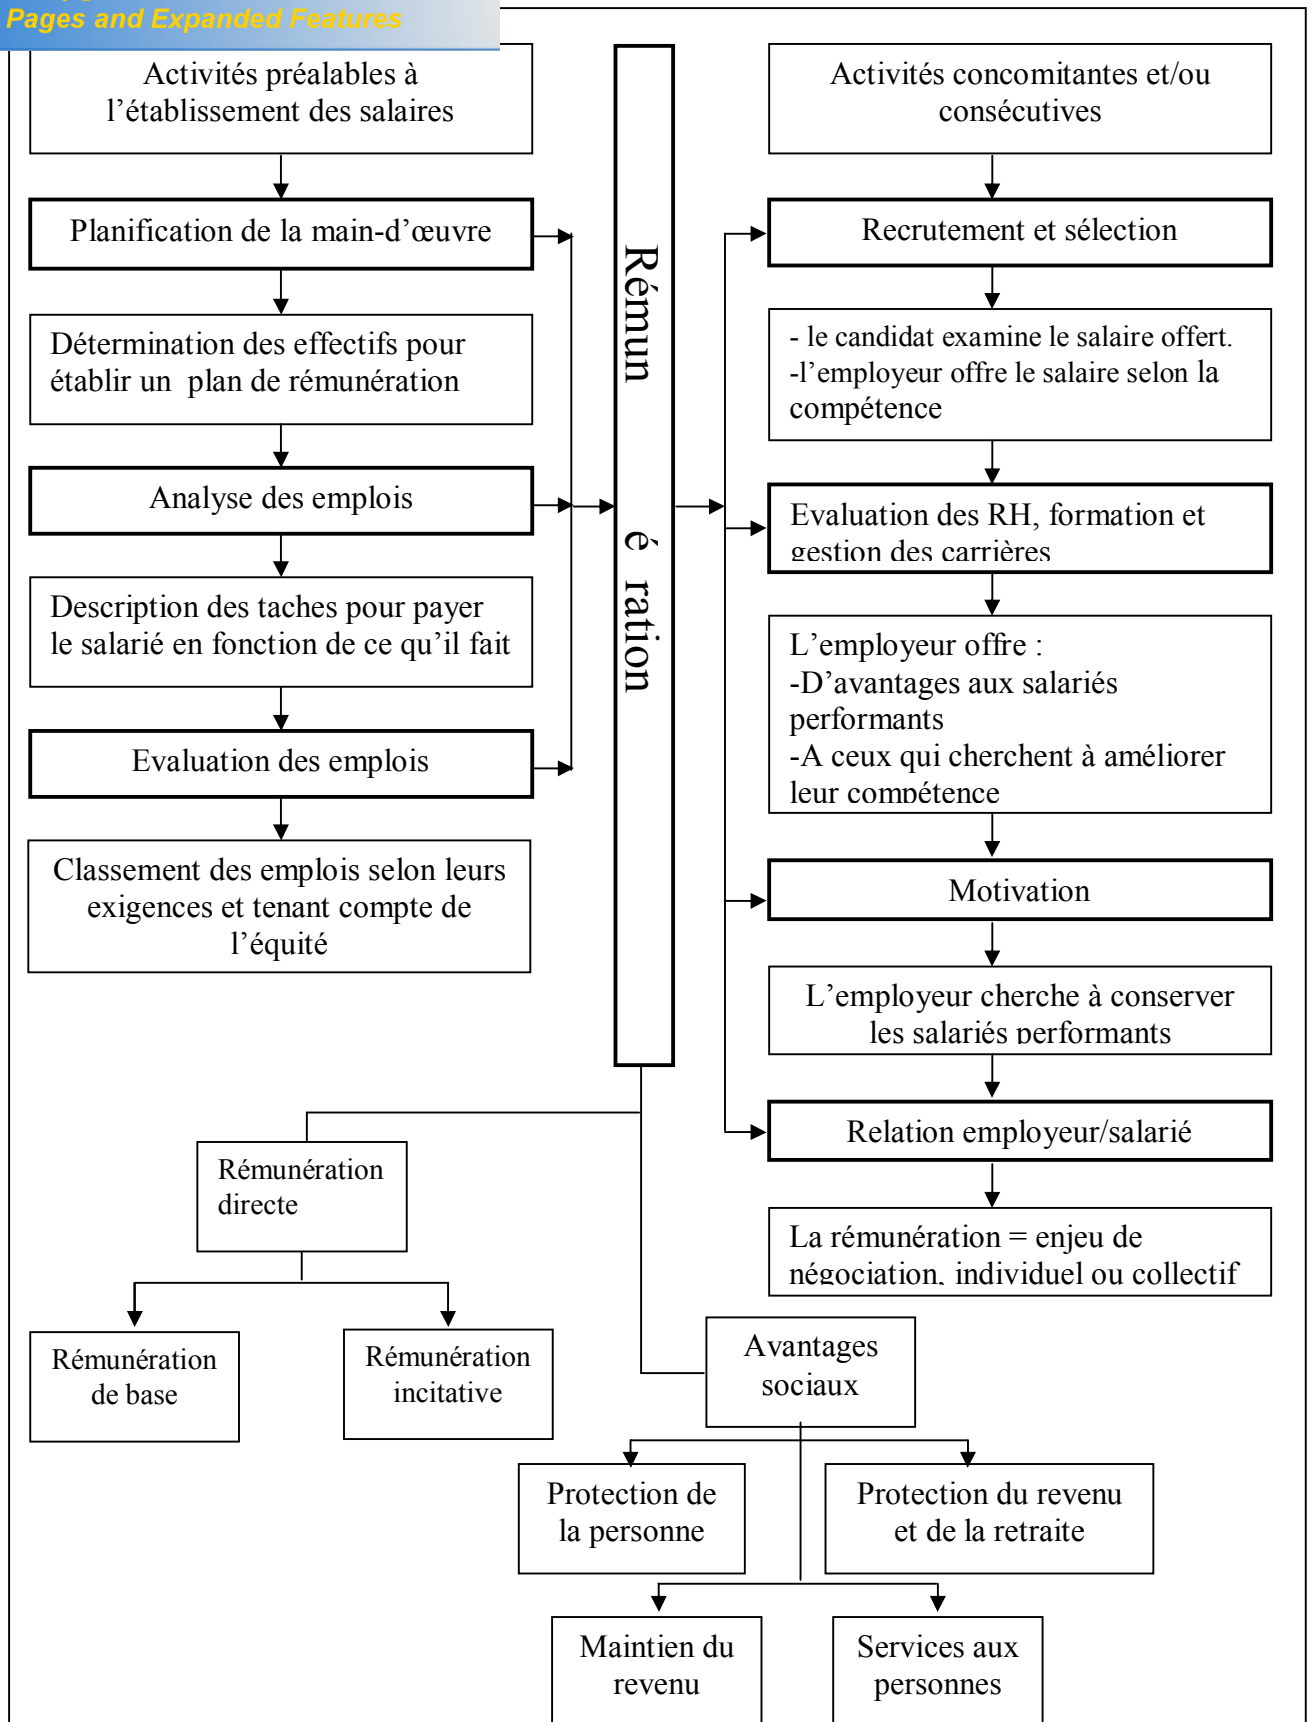 Pages and Expanded Features
Activités préalables à
l’établissement des salaires
Planification de la main-d’œuvre
Détermination des effectifs pour
établir un plan de rémunération
Analyse des emplois
Description des taches pour payer
le salarié en fonction de ce qu’il fait
Evaluation des emplois
Classement des emplois selon leurs
exigences et tenant compte de
l’équité
Rémun é ration
Activités concomitantes et/ou
consécutives
Recrutement et sélection
- le candidat examine le salaire offert.
-l’employeur offre le salaire selon la
compétence
Evaluation des RH, formation et
gestion des carrières
L’employeur offre :
-D’avantages aux salariés
performants
-A ceux qui cherchent à améliorer
leur compétence
Motivation
L’employeur cherche à conserver
les salariés performants
Relation employeur/salarié
La rémunération = enjeu de
négociation, individuel ou collectif
Rémunération
directe
Rémunération
de base
Rémunération
incitative
Avantages
sociaux
Protection de
la personne
Protection du revenu
et de la retraite
Maintien du
revenu
Services aux
personnes